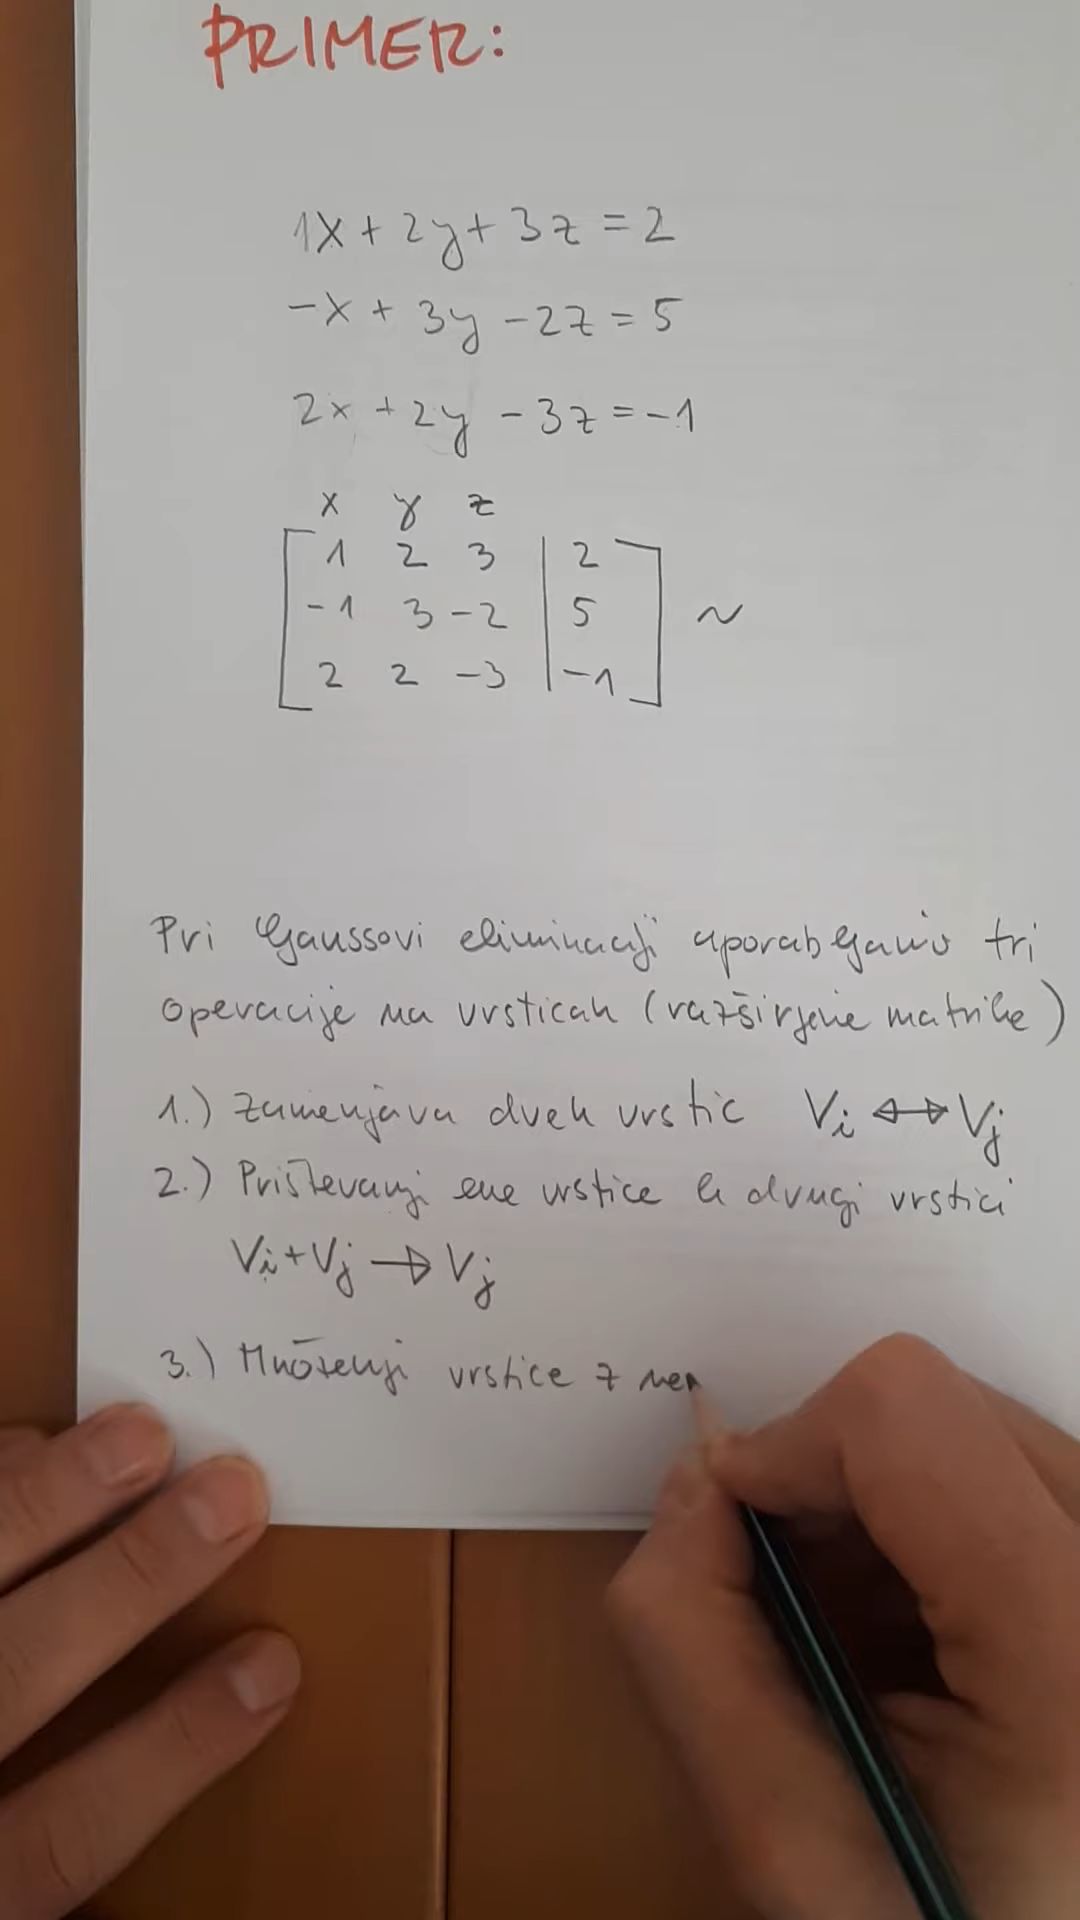 PRIMER:
1x + 2y + 3z = 2
-x + 3y - 2z = 5
2x + 2y - 3z = -1
x y z
1 2 3 | 2
-1 3 -2 | 5 ~
2 2 -3 | -1
Pri Gaussovi eliminaciji uporabljamo tri
operacije na vrsticah (razširjene matrike)
1.) Zamenjava dveh vrstic Vi ↔ Vj
2.) Prištevanje ene vrstice k drugi vrstici
Vi + Vj → Vj
3.) Množenje vrstice z nen